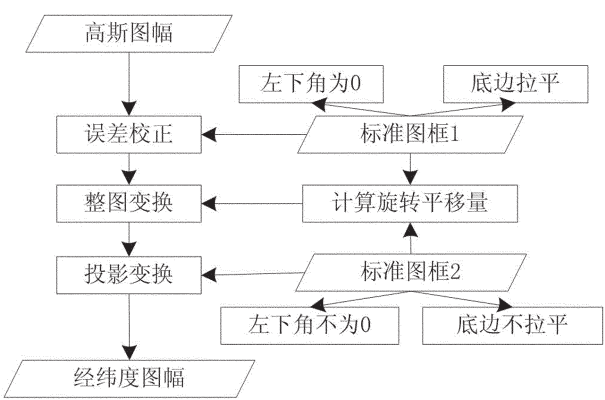 高斯图幅
左下角为0
底边拉平
误差校正
标准图框1
整图变换
计算旋转平移量
投影变换
标准图框2
左下角不为0
底边不拉平
经纬度图幅